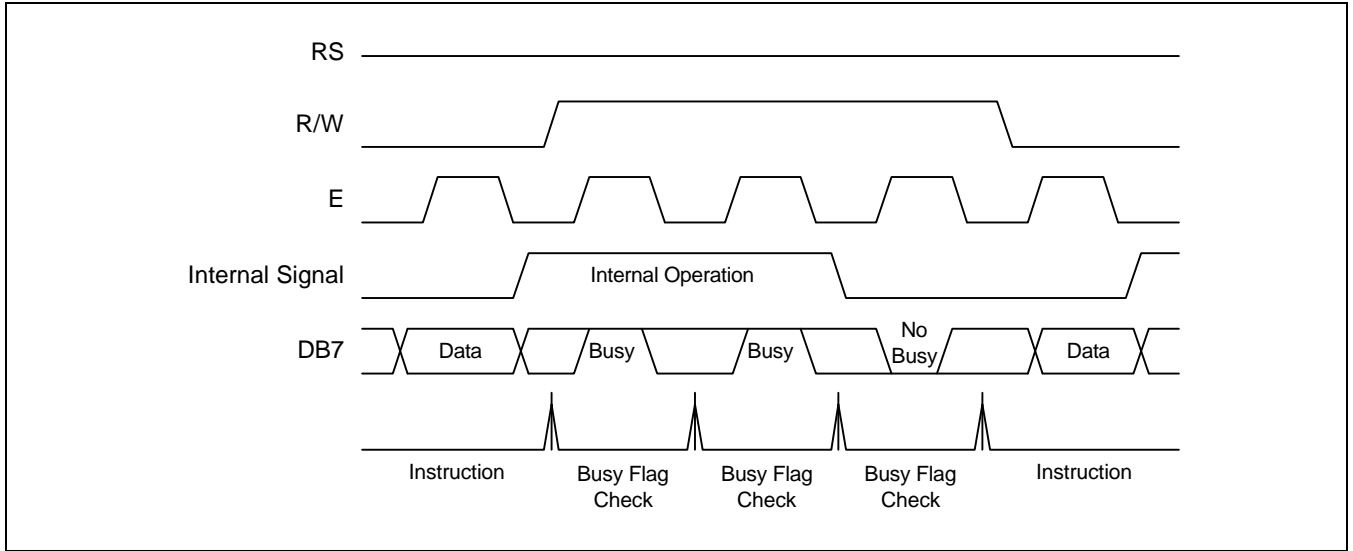 RS
R/W
E
Internal Signal
Internal Operation
DB7
Data
Busy
Busy
No
Busy
Data
Instruction
Busy Flag
Check
Busy Flag
Check
Busy Flag
Check
Instruction